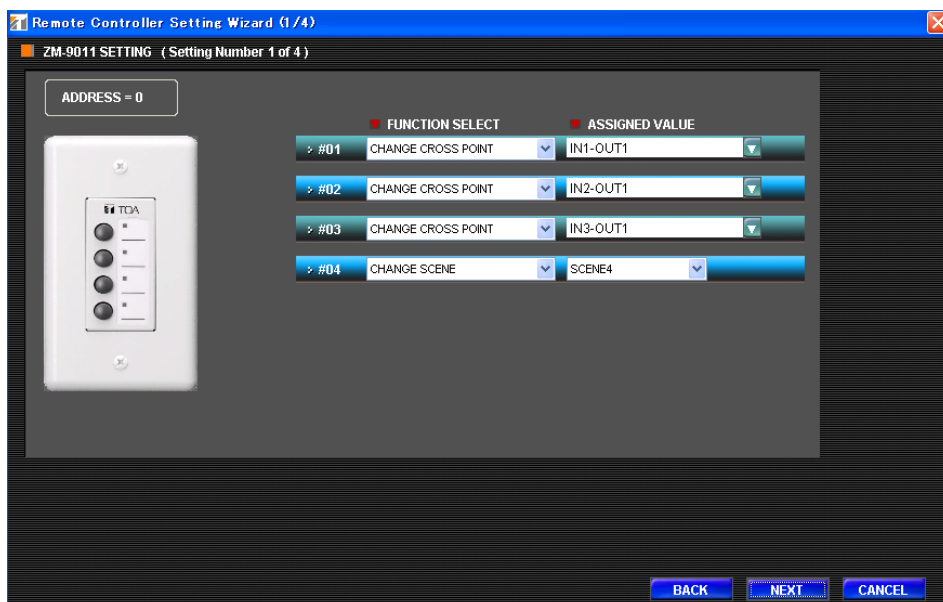 Remote Controller Setting Wizard (1/4)
ZM-9011 SETTING ( Setting Number 1 of 4 )
ADDRESS = 0
FUNCTION SELECT ASSIGNED VALUE
#01 CHANGE CROSS POINT IN1-OUT1
#02 CHANGE CROSS POINT IN2-OUT1
#03 CHANGE CROSS POINT IN3-OUT1
#04 CHANGE SCENE SCENE4
TOA
BACK NEXT CANCEL